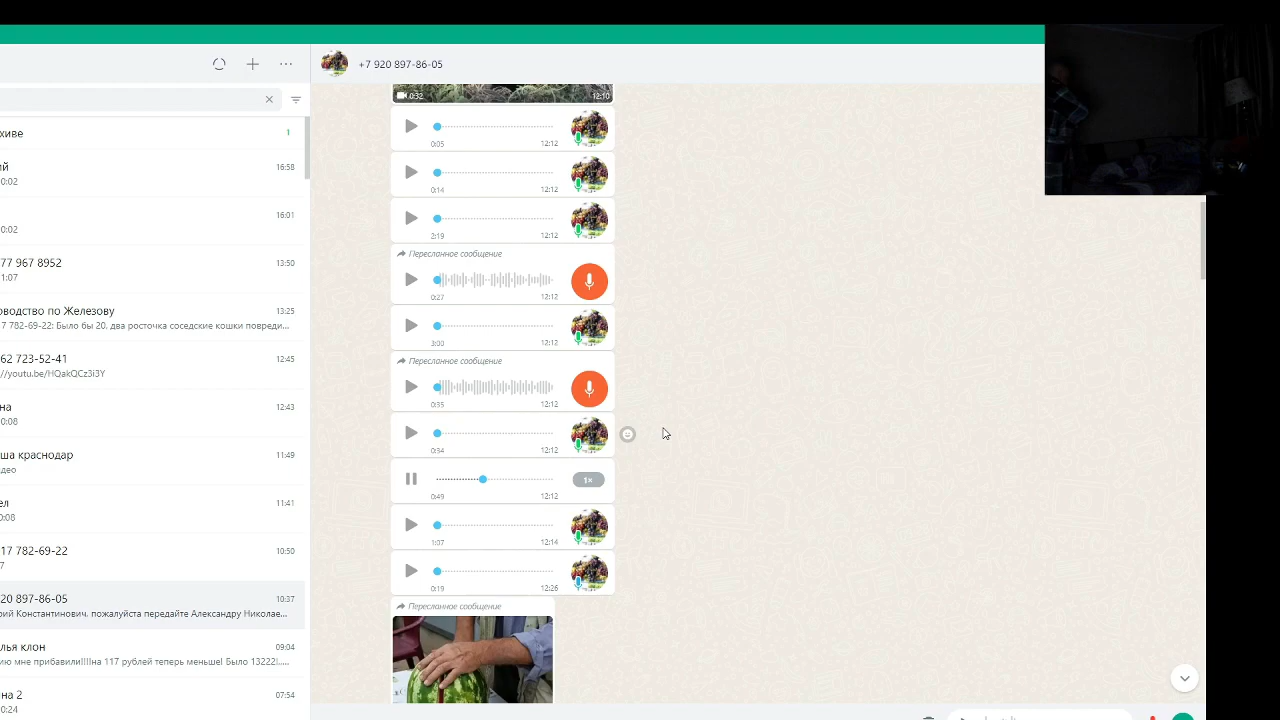 +7 920 897-86-05
хиве
1
ий
16:58
0:02
16:01
0:02
77 967 8952
13:50
1:07
водство по Железову
13:25
7 782-69-22: Было бы 20, два росточка соседские кошки повреди...
62 723-52-41
12:45
//youtu.be/HQakQCz3i3Y
на
12:43
0:08
ша краснодар
11:49
део
ел
11:41
0:08
17 782-69-22
10:50
7
20 897-86-05
10:37
рий Константинович, пожалуйста передайте Александру Николае...
лья клон
09:04
ию мне прибавили!!!!на 117 рублей теперь меньше! Было 13222!....
на 2
07:54
0:24
0:32
12:10
0:05
12:12
0:14
12:12
2:19
12:12
Пересланное сообщение
0:27
12:12
3:00
12:12
Пересланное сообщение
0:35
12:12
0:34
12:12
1×
0:49
12:12
1:07
12:14
0:19
12:26
Пересланное сообщение